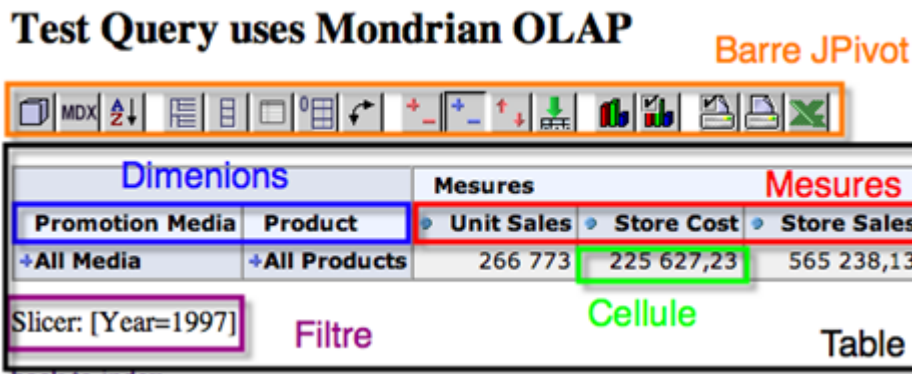 Test Query uses Mondrian OLAP
Barre JPivot
MDX
Dimenions
Mesures
Mesures
Promotion Media Product Unit Sales Store Cost Store Sales
+All Media +All Products 266 773 225 627,23 565 238,13
Slicer: [Year=1997]
Filtre
Cellule
Table